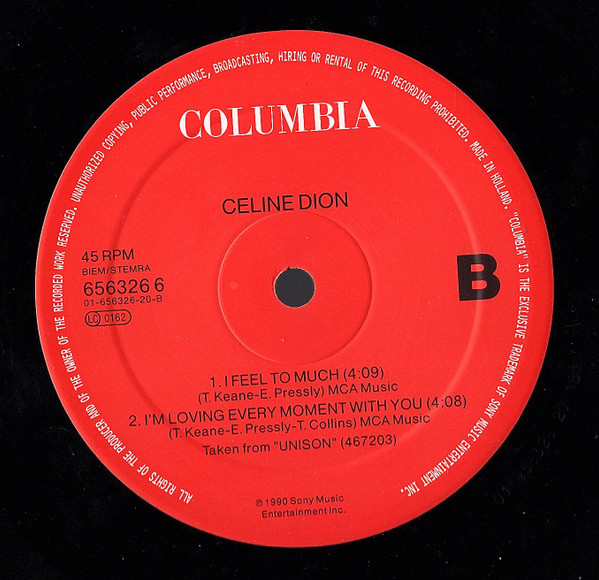 ALL RIGHTS OF THE PRODUCER AND OF THE OWNER OF THE RECORDED WORK RESERVED. UNAUTHORIZED COPYING, PUBLIC PERFORMANCE, BROADCASTING, HIRING OR RENTAL OF THIS RECORDING PROHIBITED. MADE IN HOLLAND. "COLUMBIA" IS THE EXCLUSIVE TRADEMARK OF SONY MUSIC ENTERTAINMENT INC.
COLUMBIA
CELINE DION
45 RPM
BIEM/STEMRA
656326 6
01-656326-20-B
LC 0162
B
1. I FEEL TO MUCH (4:09)
(T. Keane-E. Pressly) MCA Music
2. I'M LOVING EVERY MOMENT WITH YOU (4:08)
(T. Keane-E. Pressly-T. Collins) MCA Music
Taken from "UNISON" (467203)
℗ 1990 Sony Music
Entertainment Inc.